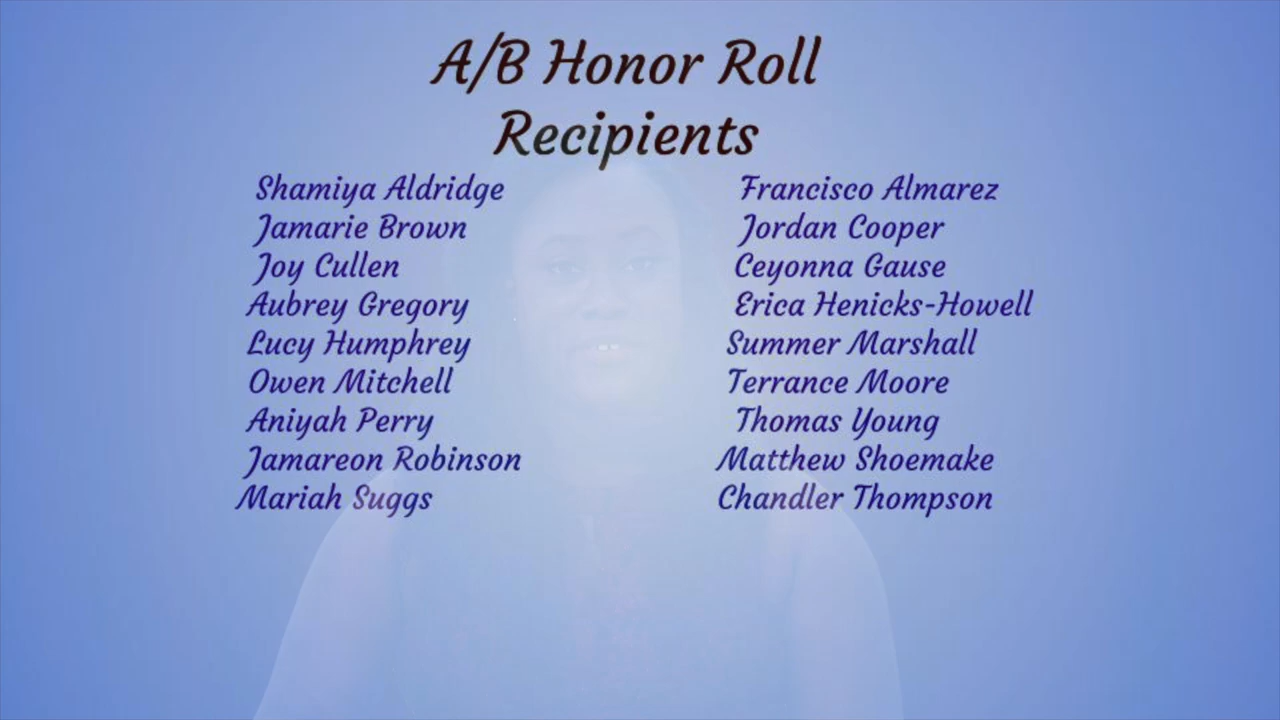 A/B Honor Roll
Recipients
Shamiya Aldridge
Jamarie Brown
Joy Cullen
Aubrey Gregory
Lucy Humphrey
Owen Mitchell
Aniyah Perry
Jamareon Robinson
Mariah Suggs
Francisco Almarez
Jordan Cooper
Ceyonna Gause
Erica Henicks-Howell
Summer Marshall
Terrance Moore
Thomas Young
Matthew Shoemake
Chandler Thompson